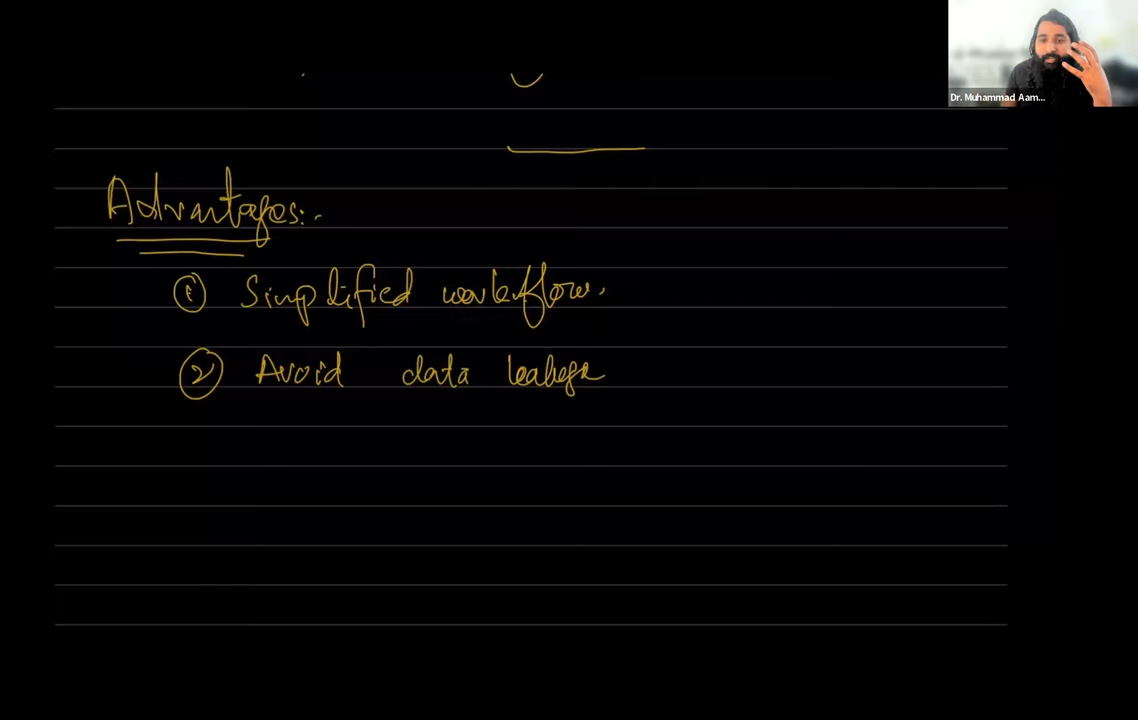 Dr. Muhammad Aam...
Advantages:-
① Simplified workflow.
② Avoid data leakage